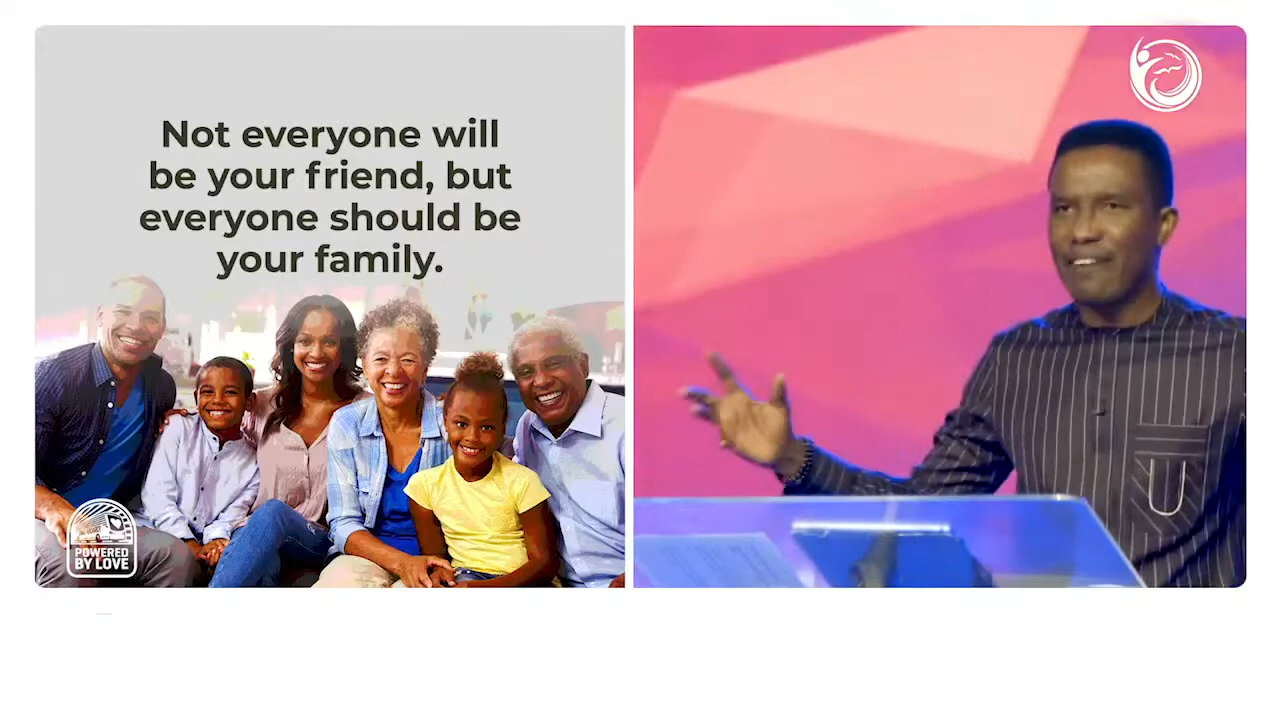 Not everyone will
be your friend, but
everyone should be
your family.
POWERED
BY LOVE